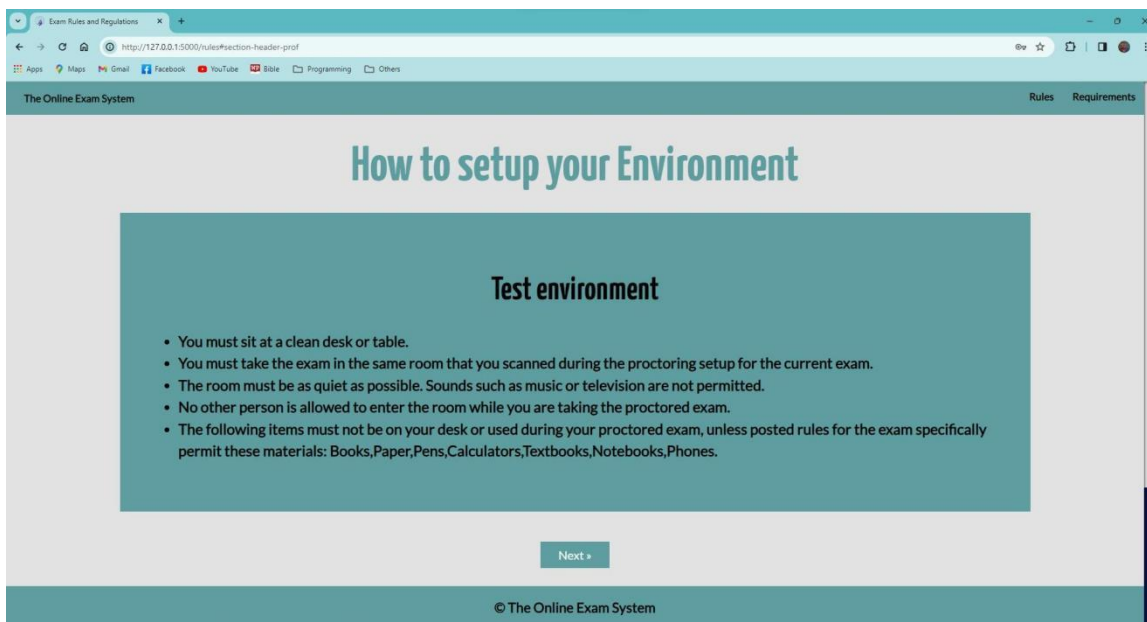 Exam Rules and Regulations
http://127.0.0.1:5000/rules#section-header-prof
Apps Maps Gmail Facebook YouTube Bible Programming Others
The Online Exam System Rules Requirements
How to setup your Environment
Test environment
• You must sit at a clean desk or table.
• You must take the exam in the same room that you scanned during the proctoring setup for the current exam.
• The room must be as quiet as possible. Sounds such as music or television are not permitted.
• No other person is allowed to enter the room while you are taking the proctored exam.
• The following items must not be on your desk or used during your proctored exam, unless posted rules for the exam specifically
permit these materials: Books,Paper,Pens,Calculators,Textbooks,Notebooks,Phones.
Next »
© The Online Exam System